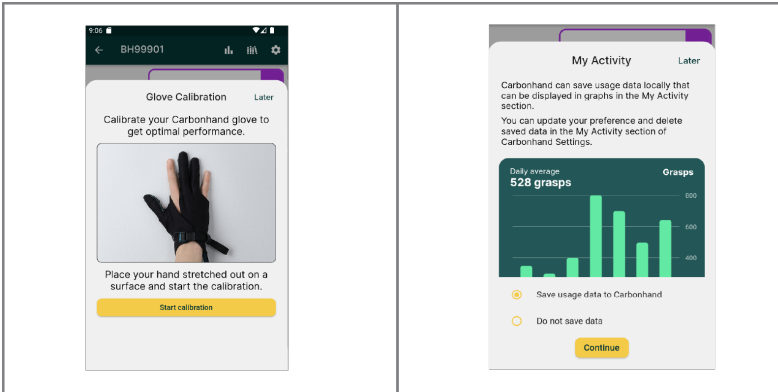 9:06
BH99901
Glove Calibration
Later
Calibrate your Carbonhand glove to
get optimal performance.
Place your hand stretched out on a
surface and start the calibration.
Start calibration
My Activity
Later
Carbonhand can save usage data locally that
can be displayed in graphs in the My Activity
section.
You can update your preference and delete
saved data in the My Activity section of
Carbonhand Settings.
Daily average
Grasps
528 grasps
800
600
400
Save usage data to Carbonhand
Do not save data
Continue